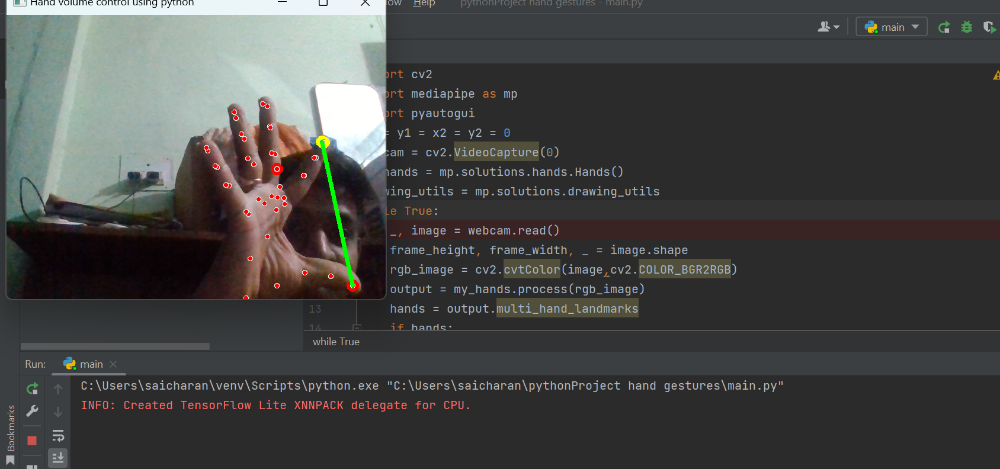 Hand volume control using python
Help
pythonProject hand gestures - main.py
main
ort cv2
ort mediapipe as mp
ort pyautogui
= y1 = x2 = y2 = 0
cam = cv2.VideoCapture(0)
hands = mp.solutions.hands.Hands()
wing_utils = mp.solutions.drawing_utils
le True:
_, image = webcam.read()
frame_height, frame_width, _ = image.shape
rgb_image = cv2.cvtColor(image,cv2.COLOR_BGR2RGB)
output = my_hands.process(rgb_image)
13 hands = output.multi_hand_landmarks
14 if hands:
while True
Run: main
C:\Users\saicharan\venv\Scripts\python.exe "C:\Users\saicharan\pythonProject hand gestures\main.py"
INFO: Created TensorFlow Lite XNNPACK delegate for CPU.
Bookmarks